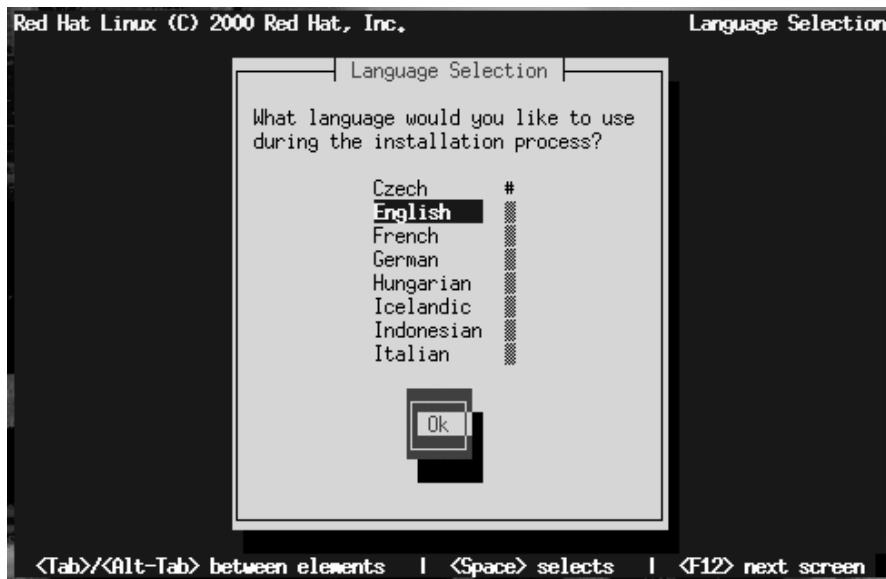 Red Hat Linux (C) 2000 Red Hat, Inc. Language Selection
Language Selection
What language would you like to use
during the installation process?
Czech #
English
French
German
Hungarian
Icelandic
Indonesian
Italian
Ok
<Tab>/<Alt-Tab> between elements | <Space> selects | <F12> next screen